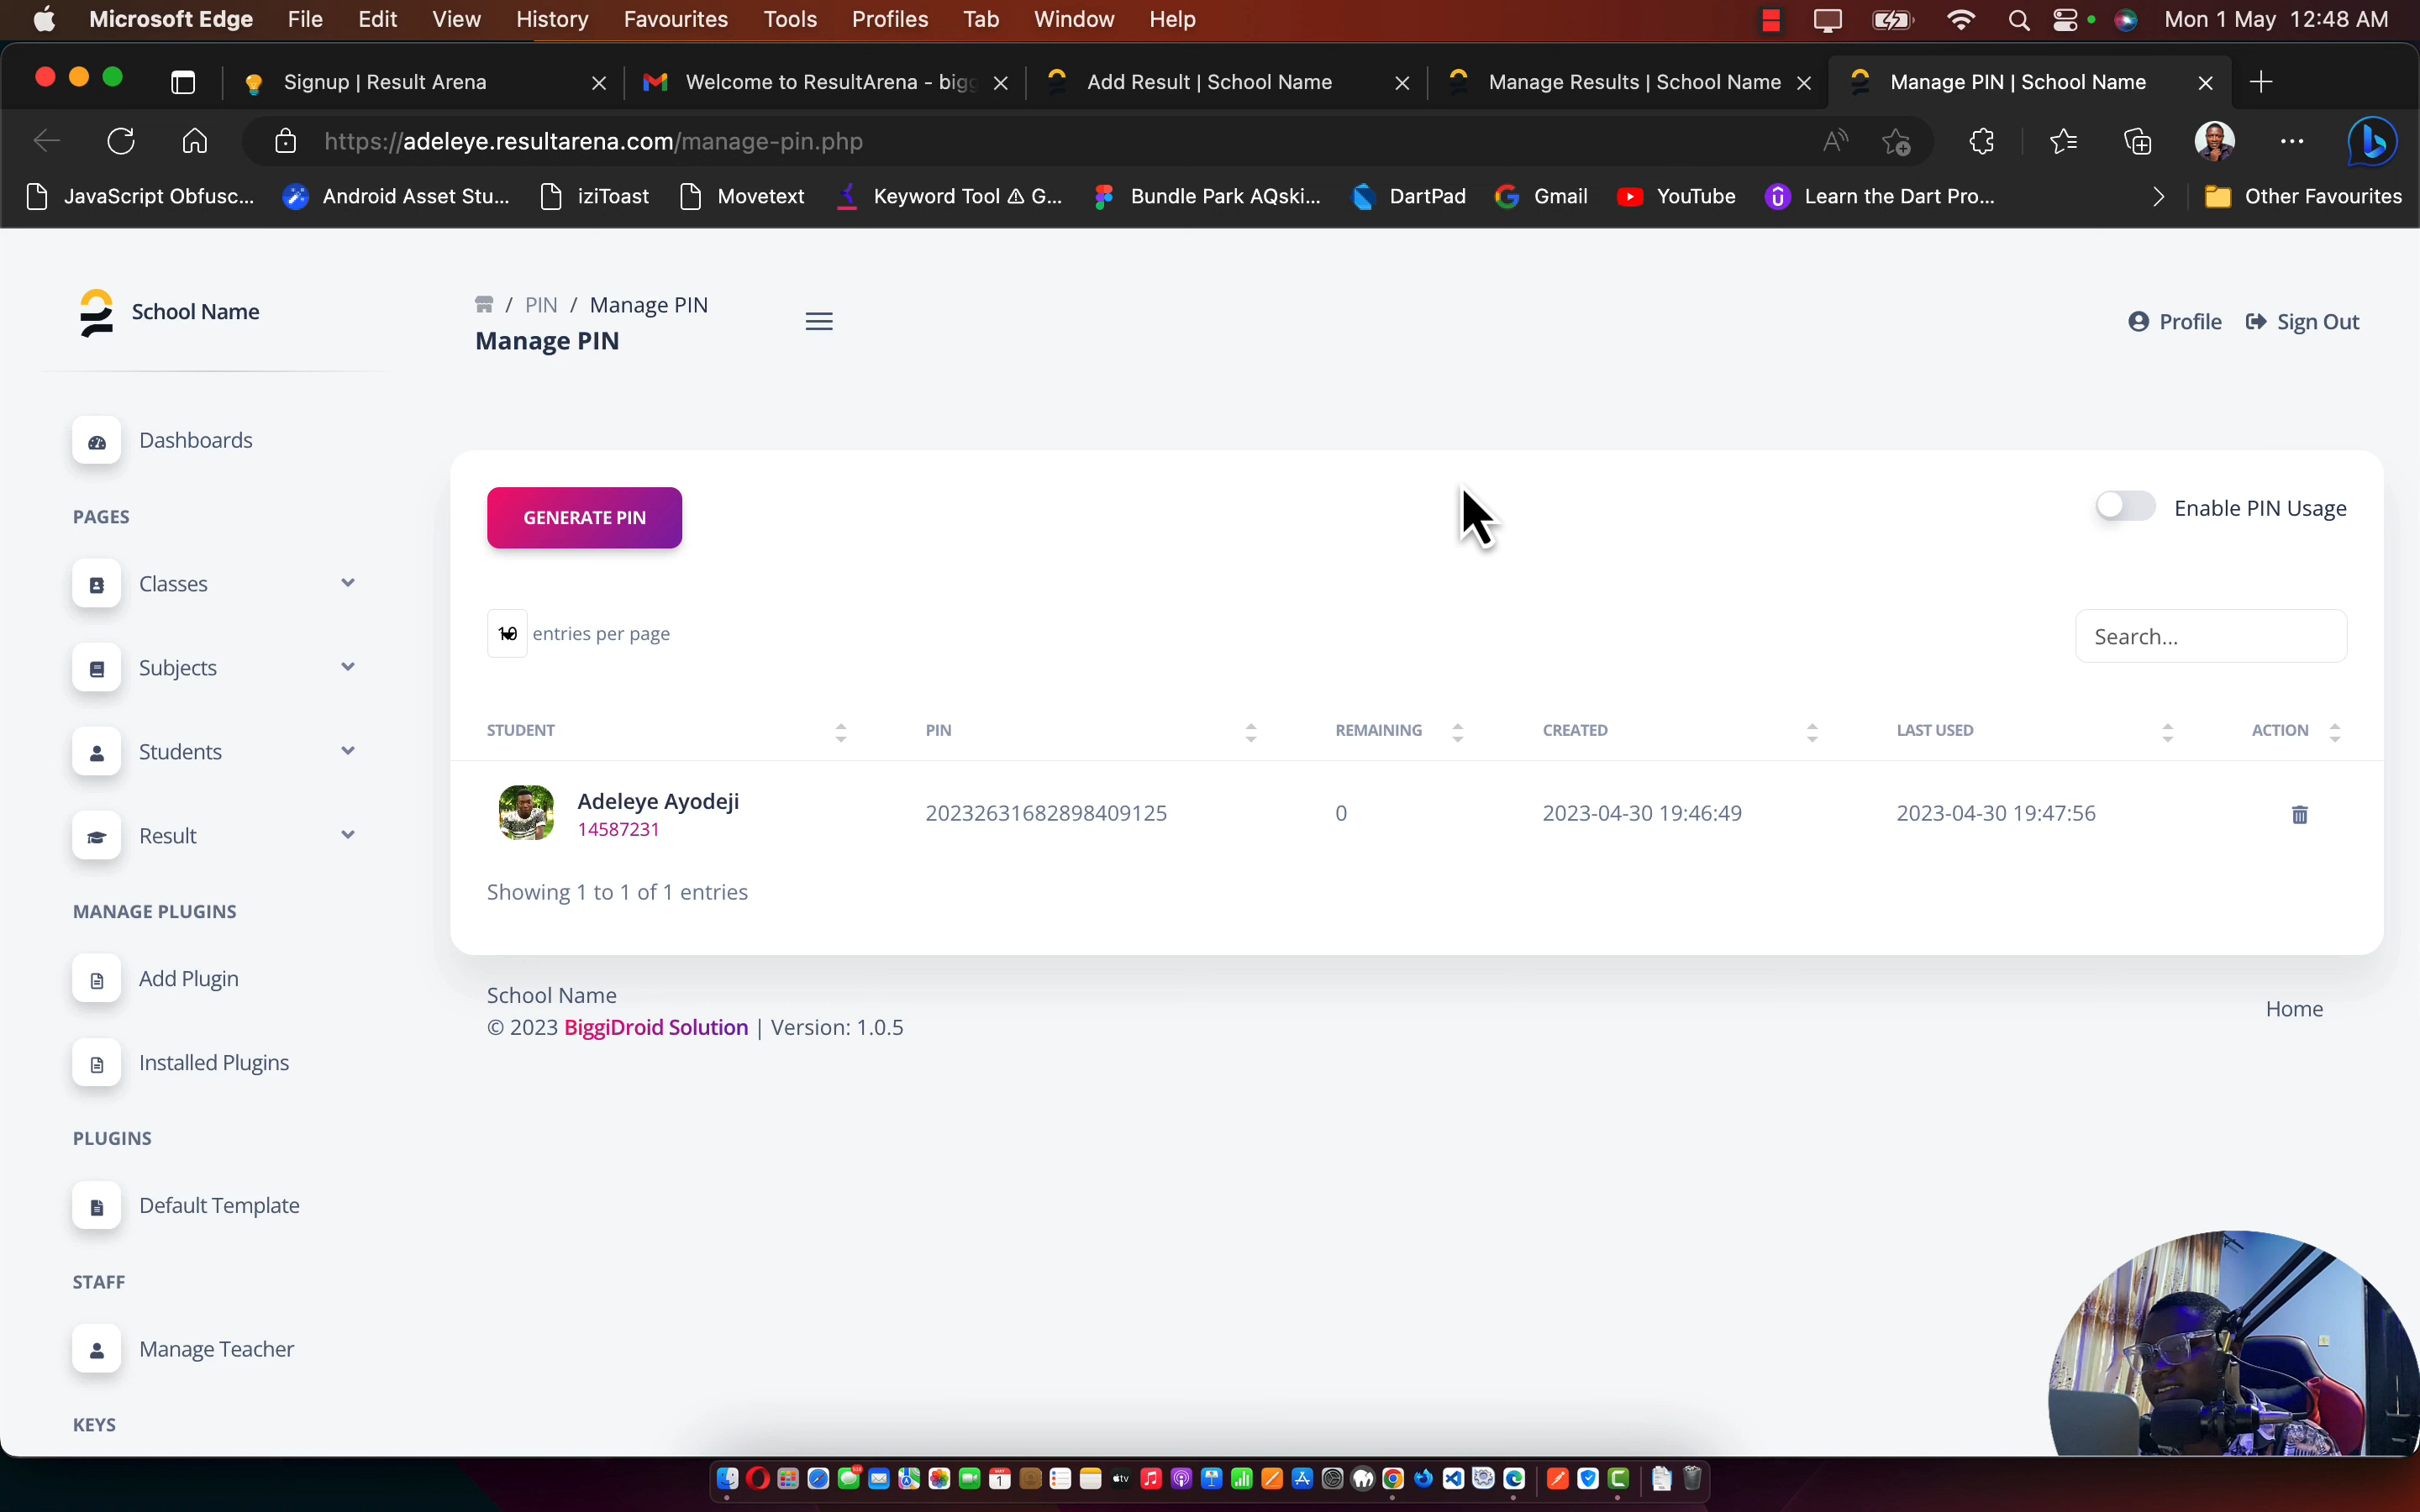 Microsoft Edge File Edit View History Favourites Tools Profiles Tab Window Help Mon 1 May 12:48 AM
Signup | Result Arena Welcome to ResultArena - bigg Add Result | School Name Manage Results | School Name Manage PIN | School Name
https://adeleye.resultarena.com/manage-pin.php
JavaScript Obfusc... Android Asset Stu... iziToast Movetext Keyword Tool ⚠ G... Bundle Park AQski... DartPad Gmail YouTube Learn the Dart Pro... Other Favourites
School Name
/ PIN / Manage PIN
Manage PIN
Profile Sign Out
Dashboards
PAGES
Classes
Subjects
Students
Result
MANAGE PLUGINS
Add Plugin
Installed Plugins
PLUGINS
Default Template
STAFF
Manage Teacher
KEYS
GENERATE PIN
Enable PIN Usage
10 entries per page
Search...
STUDENT PIN REMAINING CREATED LAST USED ACTION
Adeleye Ayodeji
14587231
20232631682898409125 0 2023-04-30 19:46:49 2023-04-30 19:47:56
Showing 1 to 1 of 1 entries
School Name
© 2023 BiggiDroid Solution | Version: 1.0.5
Home